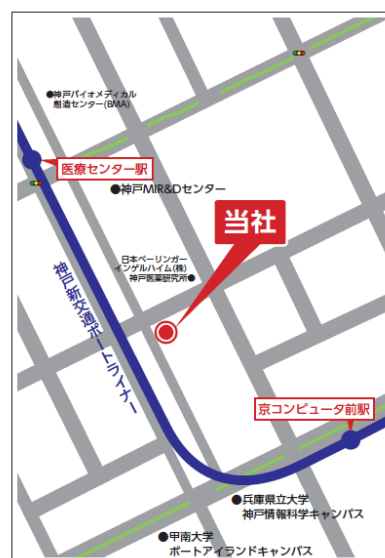 ●神戸バイオメディカル
創造センター(BMA)
医療センター駅
●神戸MIR&Dセンター
当社
日本ベーリンガー
インゲルハイム(株)
神戸医薬研究所●
神戸新交通ポートライナー
京コンピュータ前駅
●兵庫県立大学
神戸情報科学キャンパス
●甲南大学
ポートアイランドキャンパス